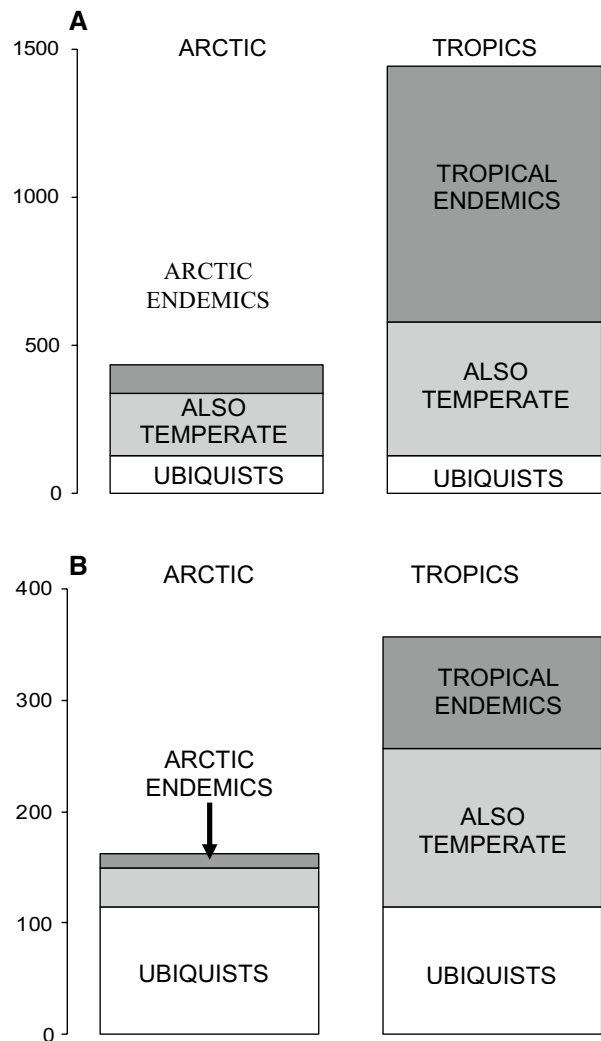 A
ARCTIC TROPICS
1500
1000
500
0
ARCTIC
ENDEMICS
ALSO
TEMPERATE
UBIQUISTS
TROPICAL
ENDEMICS
ALSO
TEMPERATE
UBIQUISTS
B
ARCTIC TROPICS
400
300
200
100
0
ARCTIC
ENDEMICS
UBIQUISTS
TROPICAL
ENDEMICS
ALSO
TEMPERATE
UBIQUISTS